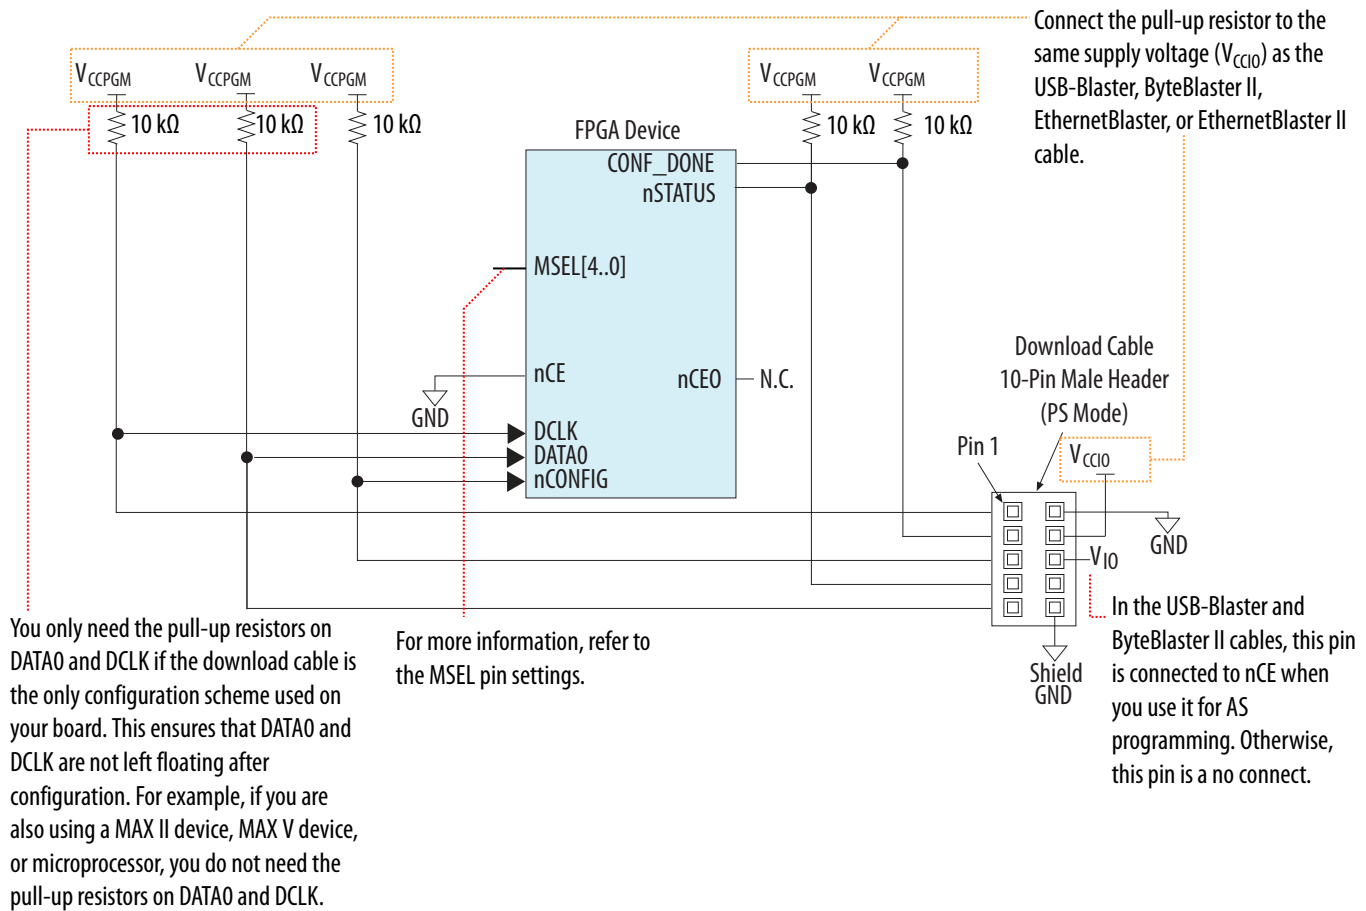 Connect the pull-up resistor to the
same supply voltage (VCCIO) as the
USB-Blaster, ByteBlaster II,
EthernetBlaster, or EthernetBlaster II
cable.
VCCPGM
VCCPGM
VCCPGM
VCCPGM
VCCPGM
10 kΩ
10 kΩ
10 kΩ
10 kΩ
10 kΩ
FPGA Device
CONF_DONE
nSTATUS
MSEL[4..0]
nCE
nCEO
N.C.
GND
DCLK
DATA0
nCONFIG
Download Cable
10-Pin Male Header
(PS Mode)
Pin 1
VCCIO
GND
VIO
Shield
GND
In the USB-Blaster and
ByteBlaster II cables, this pin
is connected to nCE when
you use it for AS
programming. Otherwise,
this pin is a no connect.
You only need the pull-up resistors on
DATA0 and DCLK if the download cable is
the only configuration scheme used on
your board. This ensures that DATA0 and
DCLK are not left floating after
configuration. For example, if you are
also using a MAX II device, MAX V device,
or microprocessor, you do not need the
pull-up resistors on DATA0 and DCLK.
For more information, refer to
the MSEL pin settings.